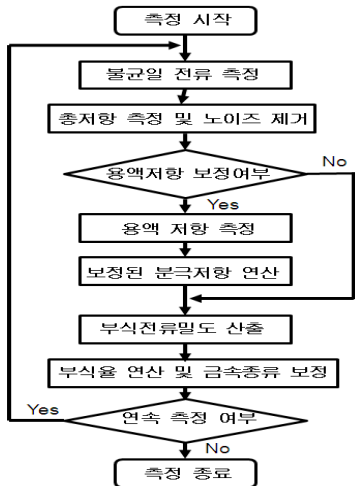 측정 시작
불균일 전류 측정
총저항 측정 및 노이즈 제거
용액저항 보정여부
No
Yes
용액 저항 측정
보정된 분극저항 연산
부식전류밀도 산출
부식율 연산 및 금속종류 보정
Yes
연속 측정 여부
No
측정 종료